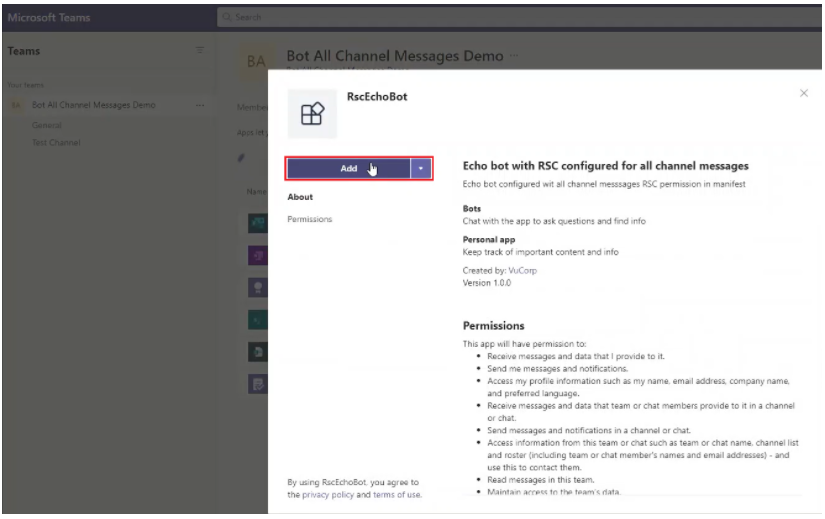 Microsoft Teams
Search
Teams
BA
Bot All Channel Messages Demo ...
Your Teams
Bot All Channel Messages Demo ...
General
Test Channel
Apps let
Name
RscEchoBot
Add
About
Permissions
Echo bot with RSC configured for all channel messages
Echo bot configured wit all channel messsages RSC permission in manifest
Bots
Chat with the app to ask questions and find info
Personal app
Keep track of important content and info
Created by: VuCorp
Version 1.0.0
Permissions
This app will have permission to:
• Receive messages and data that I provide to it.
• Send me messages and notifications.
• Access my profile information such as my name, email address, company name,
and preferred language.
• Receive messages and data that team or chat members provide to it in a channel
or chat.
• Send messages and notifications in a channel or chat.
• Access information from this team or chat such as team or chat name, channel list
and roster (including team or chat member's names and email addresses) - and
use this to contact them.
• Read messages in this team.
• Maintain access to the team's data.
By using RscEchoBot, you agree to
the privacy policy and terms of use.